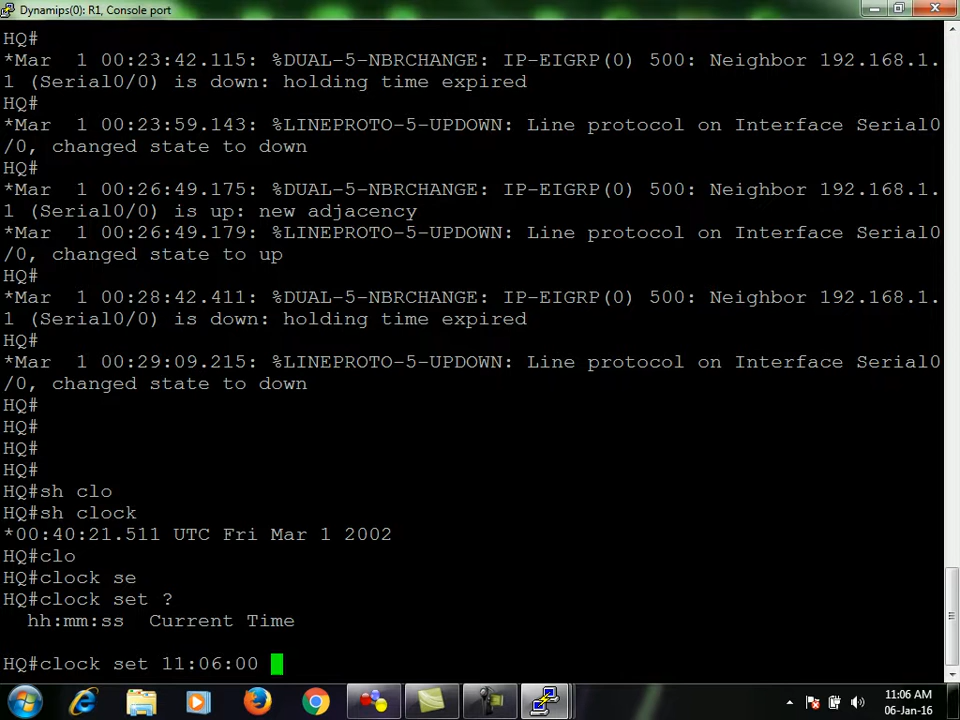 Dynamips(0): R1, Console port
HQ#
*Mar  1 00:23:42.115: %DUAL-5-NBRCHANGE: IP-EIGRP(0) 500: Neighbor 192.168.1.
1 (Serial0/0) is down: holding time expired
HQ#
*Mar  1 00:23:59.143: %LINEPROTO-5-UPDOWN: Line protocol on Interface Serial0
/0, changed state to down
HQ#
*Mar  1 00:26:49.175: %DUAL-5-NBRCHANGE: IP-EIGRP(0) 500: Neighbor 192.168.1.
1 (Serial0/0) is up: new adjacency
*Mar  1 00:26:49.179: %LINEPROTO-5-UPDOWN: Line protocol on Interface Serial0
/0, changed state to up
HQ#
*Mar  1 00:28:42.411: %DUAL-5-NBRCHANGE: IP-EIGRP(0) 500: Neighbor 192.168.1.
1 (Serial0/0) is down: holding time expired
HQ#
*Mar  1 00:29:09.215: %LINEPROTO-5-UPDOWN: Line protocol on Interface Serial0
/0, changed state to down
HQ#
HQ#
HQ#
HQ#
HQ#sh clo
HQ#sh clock
*00:40:21.511 UTC Fri Mar 1 2002
HQ#clo
HQ#clock se
HQ#clock set ?
  hh:mm:ss  Current Time
HQ#clock set 11:06:00
11:06 AM
06-Jan-16